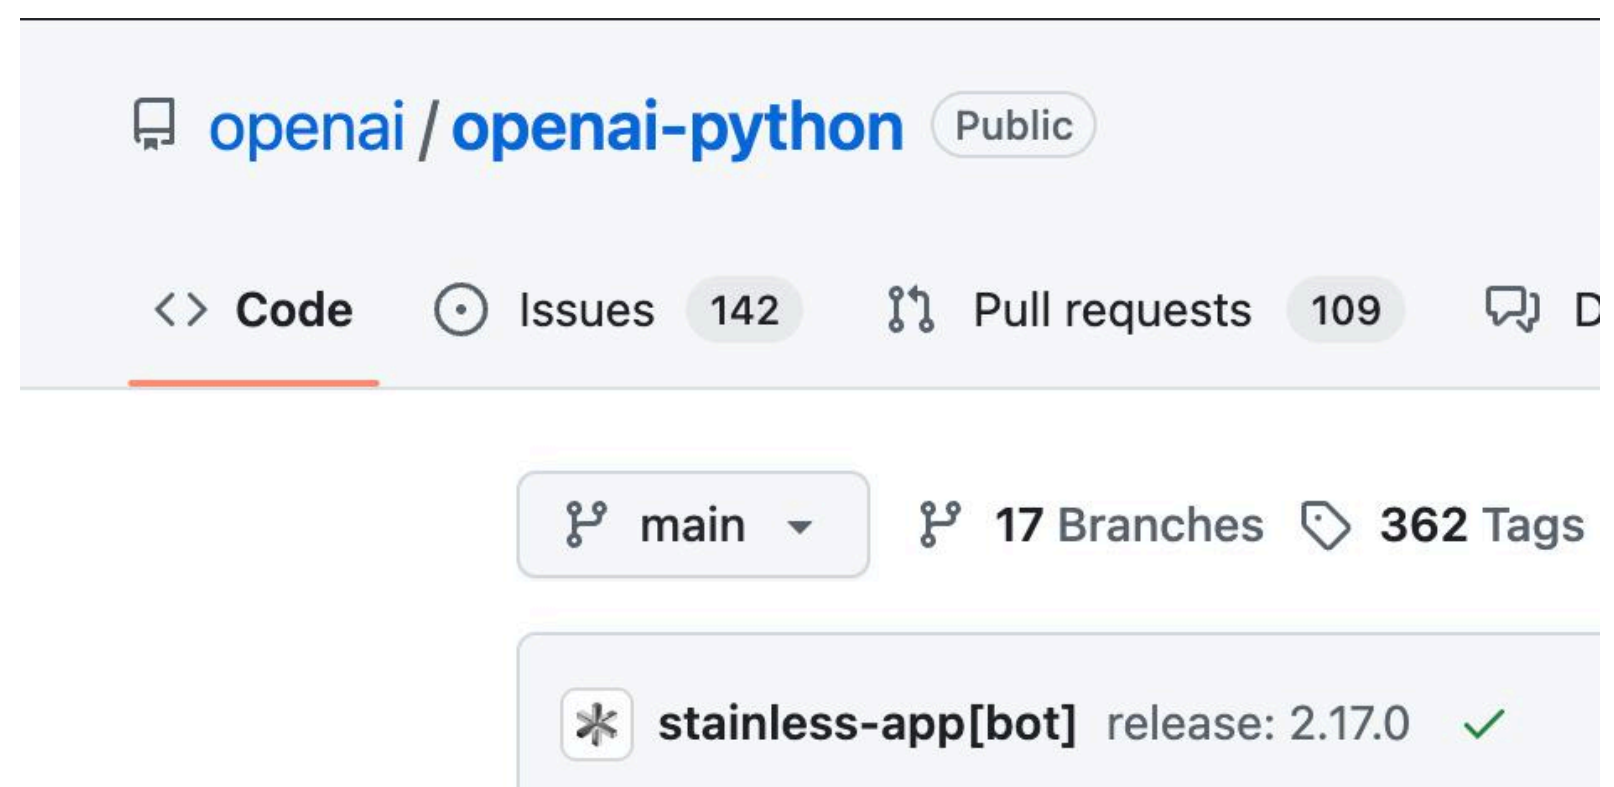 openai / openai-python Public
Code Issues 142 Pull requests 109 D
main 17 Branches 362 Tags
stainless-app[bot] release: 2.17.0